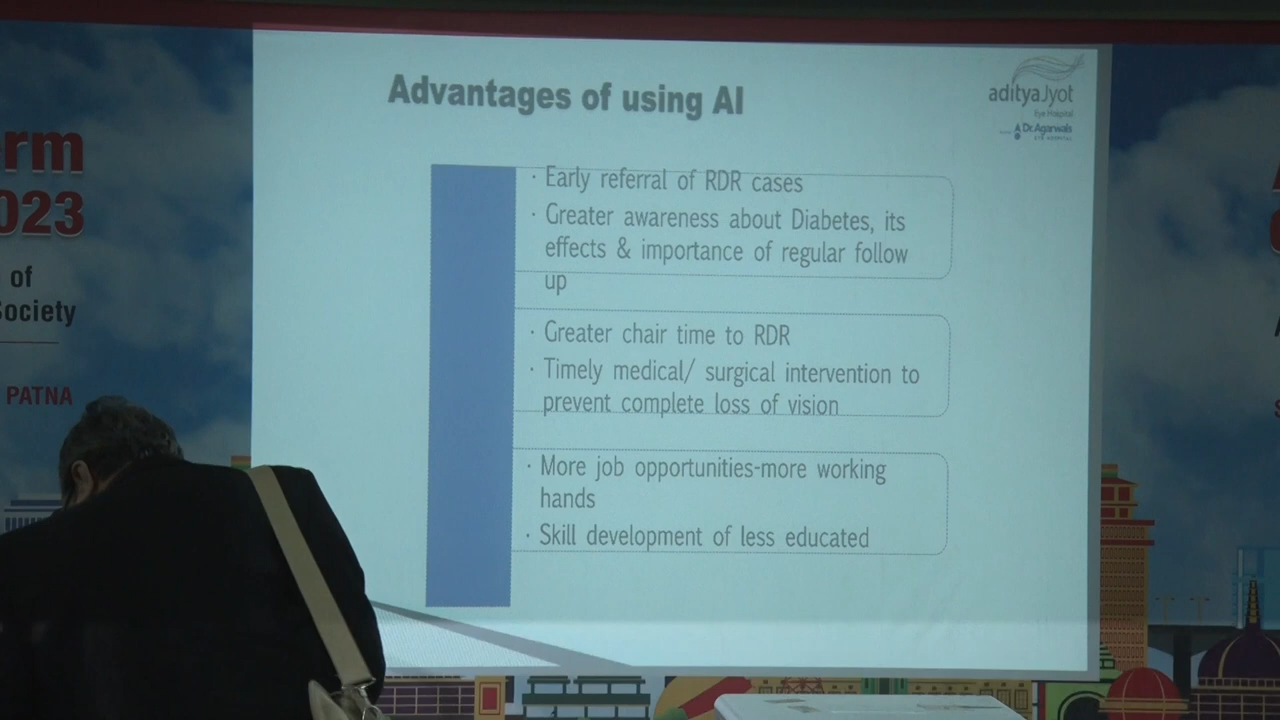 Advantages of using AI
adityaJyot
Eye Hospital
Dr.Agarwals
EYE HOSPITAL
· Early referral of RDR cases
· Greater awareness about Diabetes, its
effects & importance of regular follow
up
· Greater chair time to RDR
· Timely medical/ surgical intervention to
prevent complete loss of vision
· More job opportunities-more working
hands
· Skill development of less educated
rm
023
of
Society
PATNA